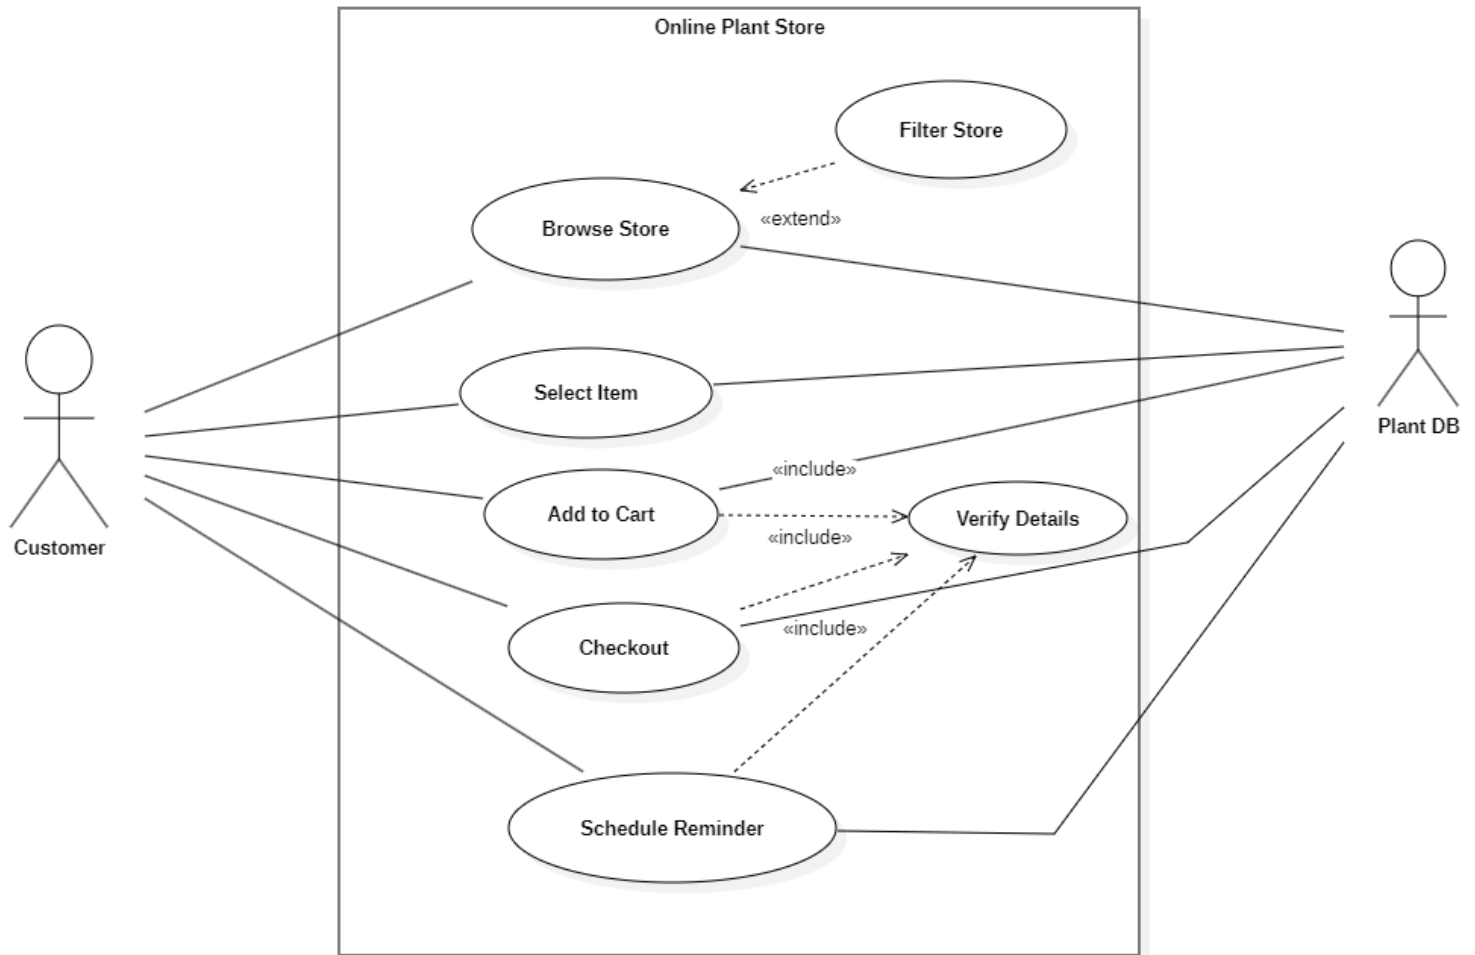 Online Plant Store
Filter Store
«extend»
Browse Store
Select Item
Plant DB
«include»
Add to Cart
Verify Details
«include»
Customer
«include»
Checkout
Schedule Reminder